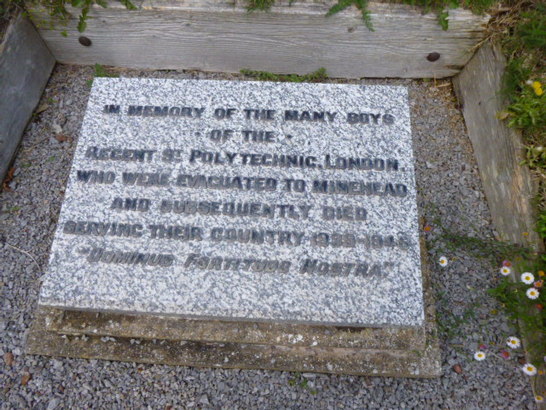 IN MEMORY OF THE MANY BOYS
· OF THE ·
REGENT ST. POLYTECHNIC, LONDON,
WHO WERE EVACUATED TO MINEHEAD
AND SUBSEQUENTLY DIED
SERVING THEIR COUNTRY 1939-1945
"DOMINUS FORTITUDO NOSTRA"